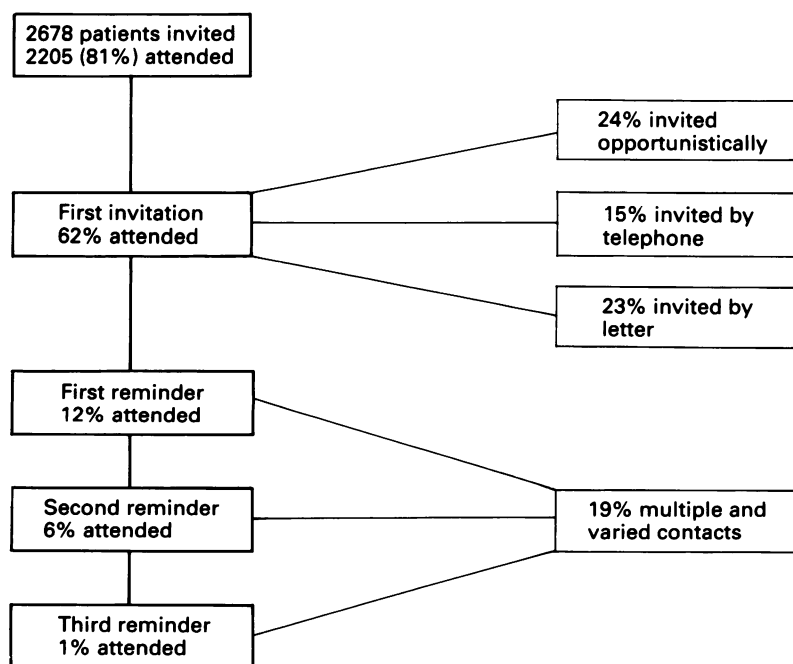 2678 patients invited
2205 (81%) attended
24% invited
opportunistically
First invitation
62% attended
15% invited by
telephone
23% invited by
letter
First reminder
12% attended
Second reminder
6% attended
19% multiple and
varied contacts
Third reminder
1% attended